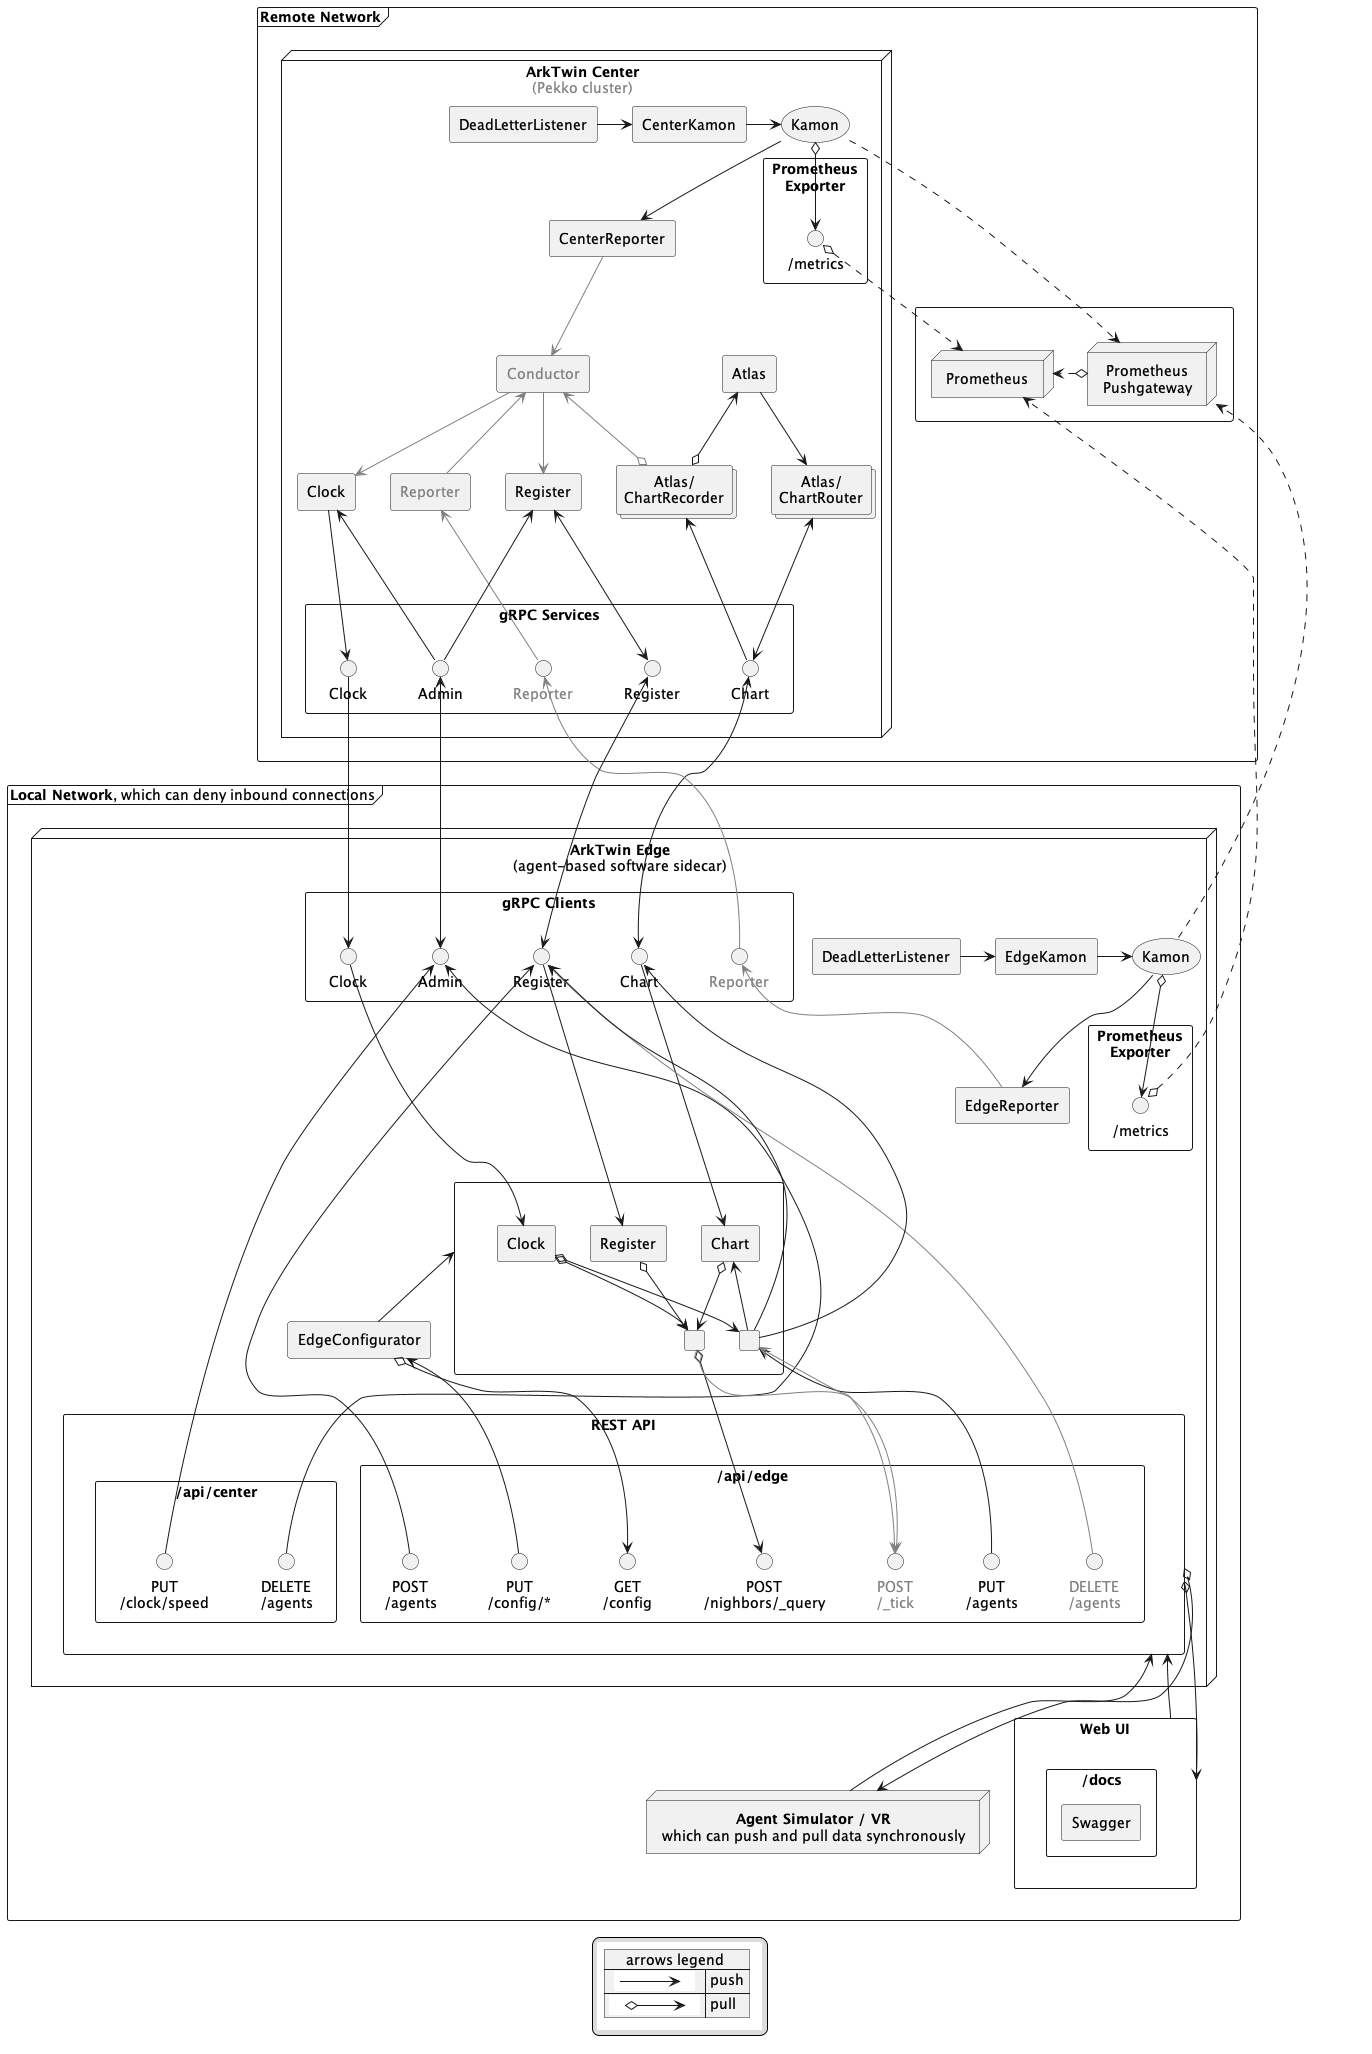 Remote Network
ArkTwin Center
(Pekko cluster)
DeadLetterListener
CenterKamon
Kamon
Prometheus
Exporter
CenterReporter
/metrics
Conductor
Atlas
Prometheus
Prometheus
Pushgateway
Clock
Reporter
Register
Atlas/
ChartRecorder
Atlas/
ChartRouter
gRPC Services
Clock
Admin
Reporter
Register
Chart
Local Network, which can deny inbound connections
ArkTwin Edge
(agent-based software sidecar)
gRPC Clients
Clock
Admin
Register
Chart
Reporter
DeadLetterListener
EdgeKamon
Kamon
Prometheus
Exporter
EdgeReporter
/metrics
Clock
Register
Chart
EdgeConfigurator
REST API
/api/center
/api/edge
PUT
/clock/speed
DELETE
/agents
POST
/agents
PUT
/config/*
GET
/config
POST
/neighbors/_query
POST
/_tick
PUT
/agents
DELETE
/agents
Web UI
/docs
Swagger
Agent Simulator / VR
which can push and pull data synchronously
arrows legend
push
pull